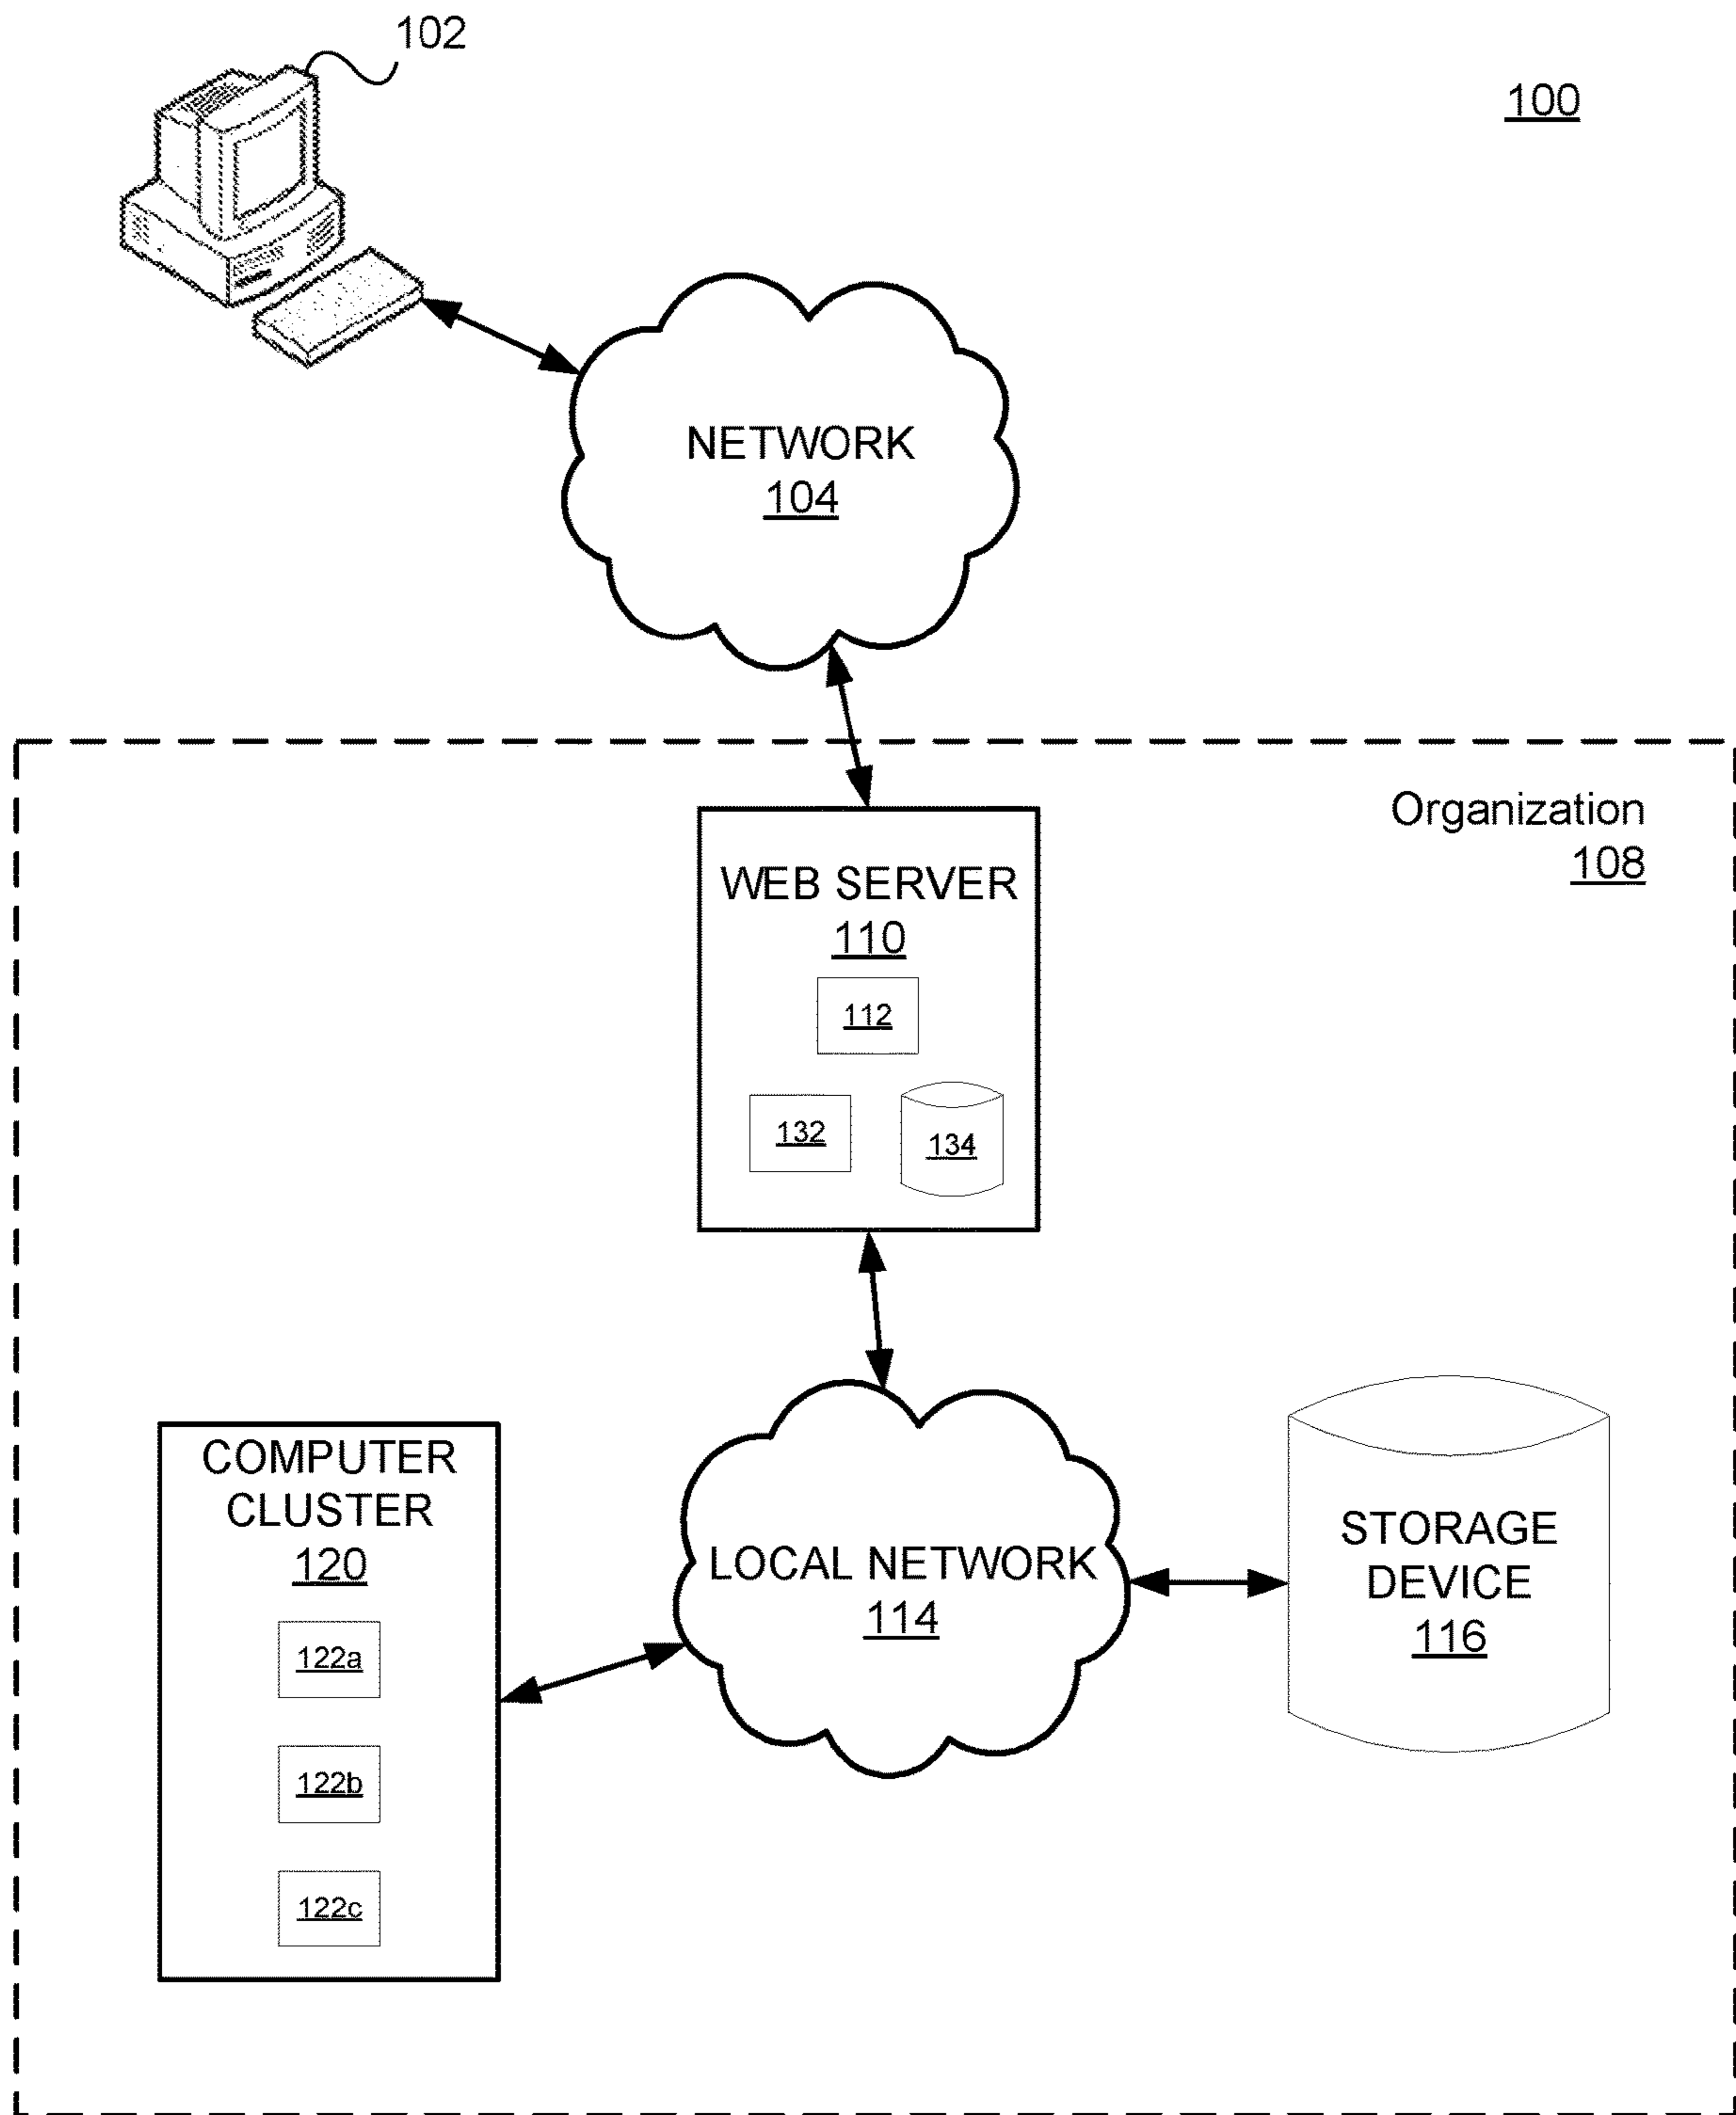 102
100
NETWORK
104
Organization
108
WEB SERVER
110
112
132
134
COMPUTER
CLUSTER
120
122a
122b
122c
LOCAL NETWORK
114
STORAGE
DEVICE
116